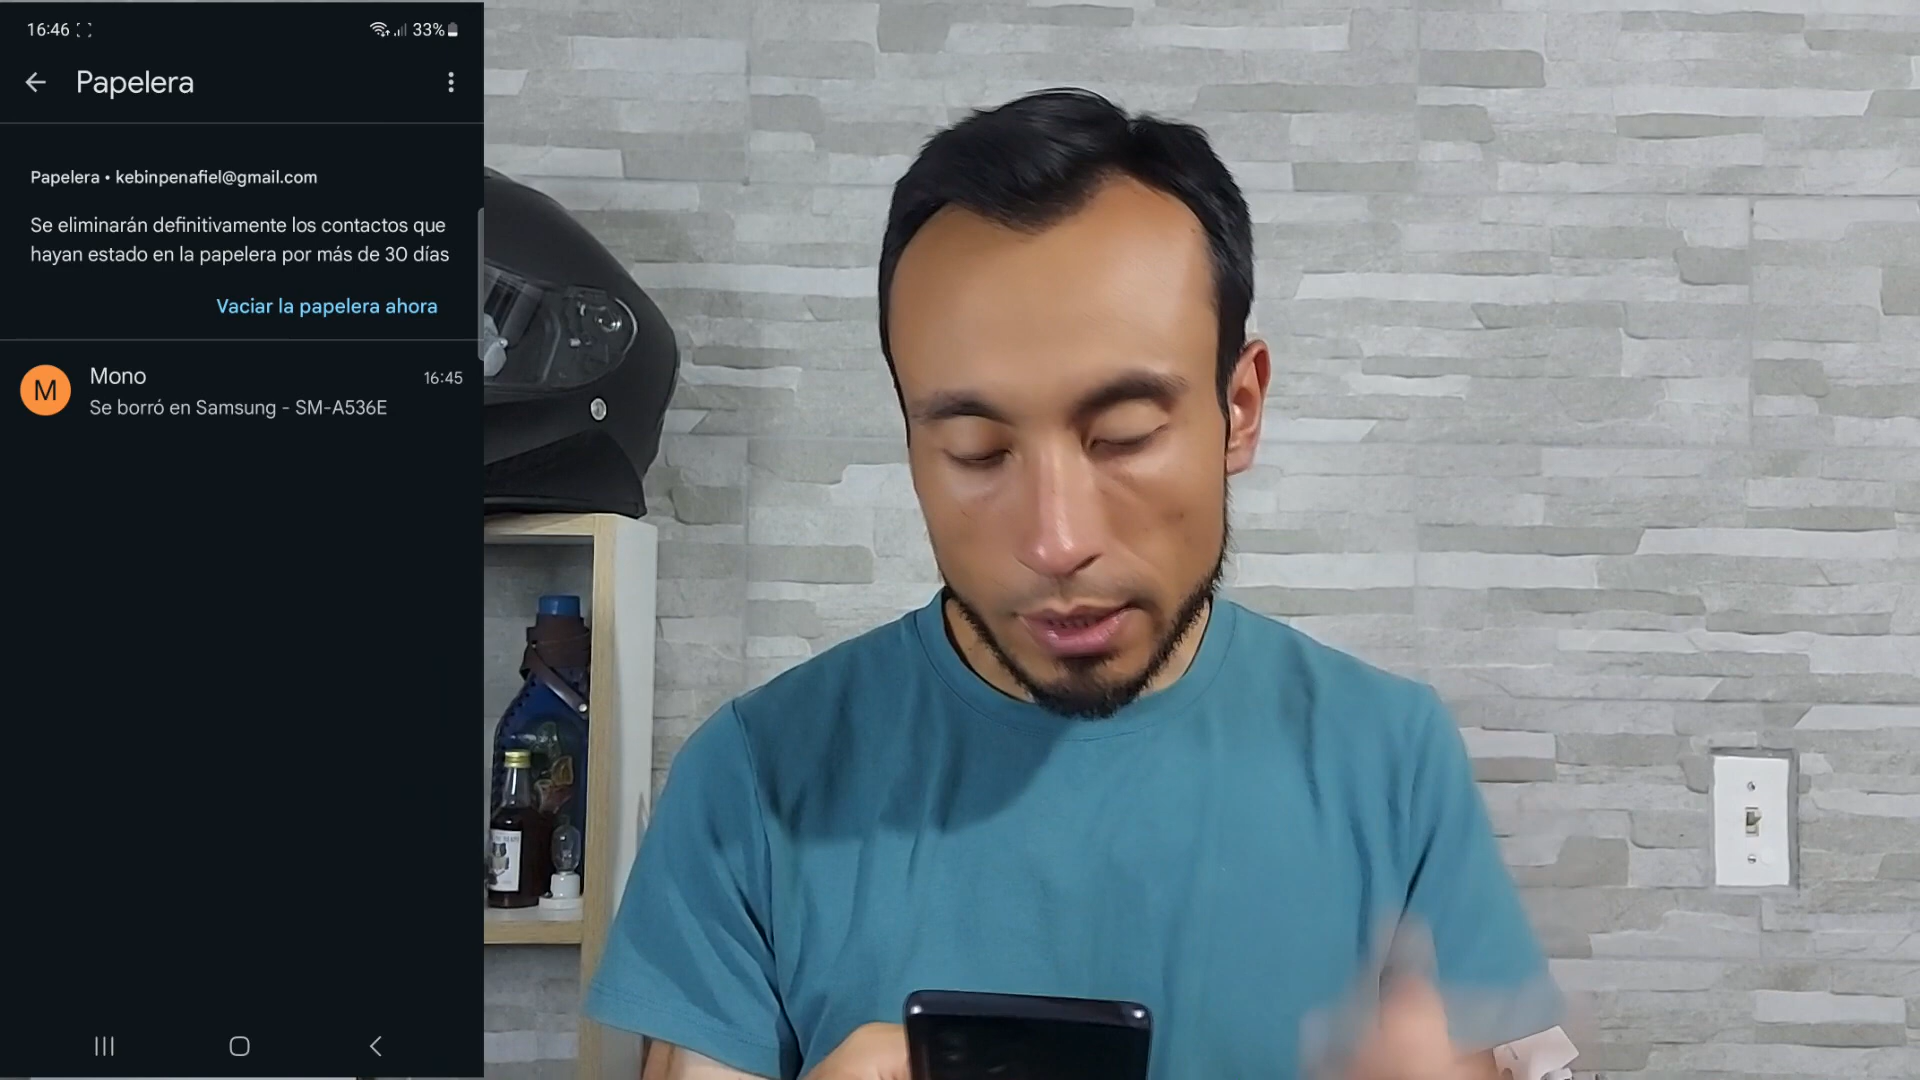 16:46
33%
Papelera
Papelera • kebinpenafiel@gmail.com
Se eliminarán definitivamente los contactos que
hayan estado en la papelera por más de 30 días
Vaciar la papelera ahora
M
Mono
16:45
Se borró en Samsung - SM-A536E